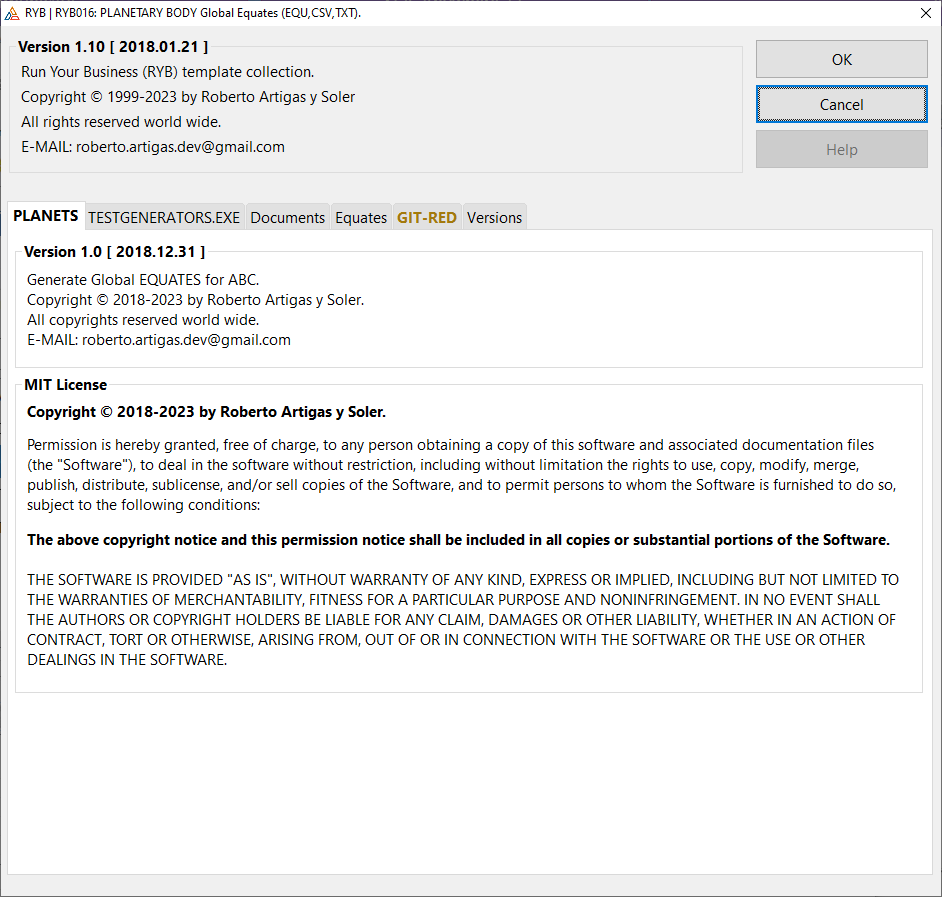 RYB | RYB016: PLANETARY BODY Global Equates (EQU,CSV,TXT).
Version 1.10 [ 2018.01.21 ]
Run Your Business (RYB) template collection.
Copyright © 1999-2023 by Roberto Artigas y Soler
All rights reserved world wide.
E-MAIL: roberto.artigas.dev@gmail.com
OK
Cancel
Help
PLANETS TESTGENERATORS.EXE Documents Equates GIT-RED Versions
Version 1.0 [ 2018.12.31 ]
Generate Global EQUATES for ABC.
Copyright © 2018-2023 by Roberto Artigas y Soler.
All copyrights reserved world wide.
E-MAIL: roberto.artigas.dev@gmail.com
MIT License
Copyright © 2018-2023 by Roberto Artigas y Soler.
Permission is hereby granted, free of charge, to any person obtaining a copy of this software and associated documentation files
(the "Software"), to deal in the software without restriction, including without limitation the rights to use, copy, modify, merge,
publish, distribute, sublicense, and/or sell copies of the Software, and to permit persons to whom the Software is furnished to do so,
subject to the following conditions:
The above copyright notice and this permission notice shall be included in all copies or substantial portions of the Software.
THE SOFTWARE IS PROVIDED "AS IS", WITHOUT WARRANTY OF ANY KIND, EXPRESS OR IMPLIED, INCLUDING BUT NOT LIMITED TO
THE WARRANTIES OF MERCHANTABILITY, FITNESS FOR A PARTICULAR PURPOSE AND NONINFRINGEMENT. IN NO EVENT SHALL
THE AUTHORS OR COPYRIGHT HOLDERS BE LIABLE FOR ANY CLAIM, DAMAGES OR OTHER LIABILITY, WHETHER IN AN ACTION OF
CONTRACT, TORT OR OTHERWISE, ARISING FROM, OUT OF OR IN CONNECTION WITH THE SOFTWARE OR THE USE OR OTHER
DEALINGS IN THE SOFTWARE.